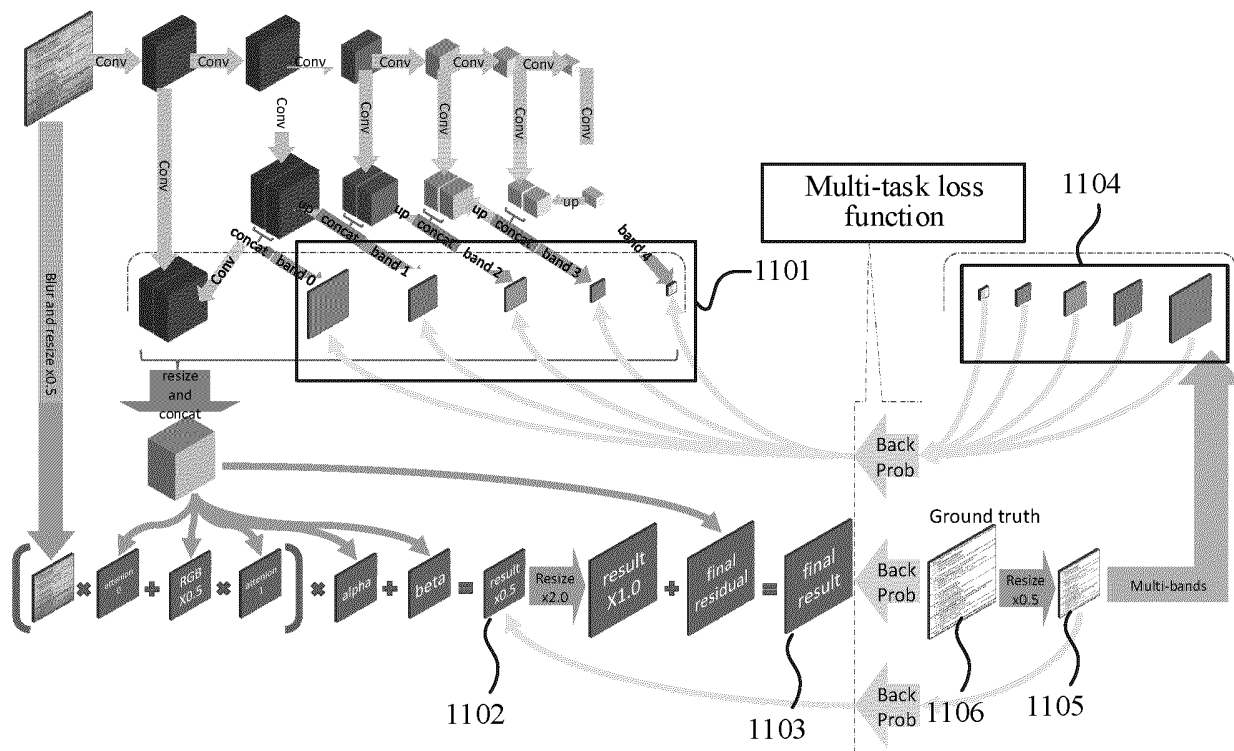 Conv
Conv
Conv
Conv
Conv
Conv
Conv
Conv
Conv
Conv
Conv
Conv
up
up
up
up
concat
concat
concat
concat
band 0
band 1
band 2
band 3
band 4
Conv
Multi-task loss
function
1104
1101
Blur and resize x0.5
resize
and
concat
Back
Prob
Ground truth
attention
0
RGB
X0.5
attention
1
alpha
beta
result
x0.5
Resize
x2.0
result
X1.0
final
residual
final
result
Back
Prob
Resize
x0.5
Multi-bands
1102
1103
Back
Prob
1106
1105